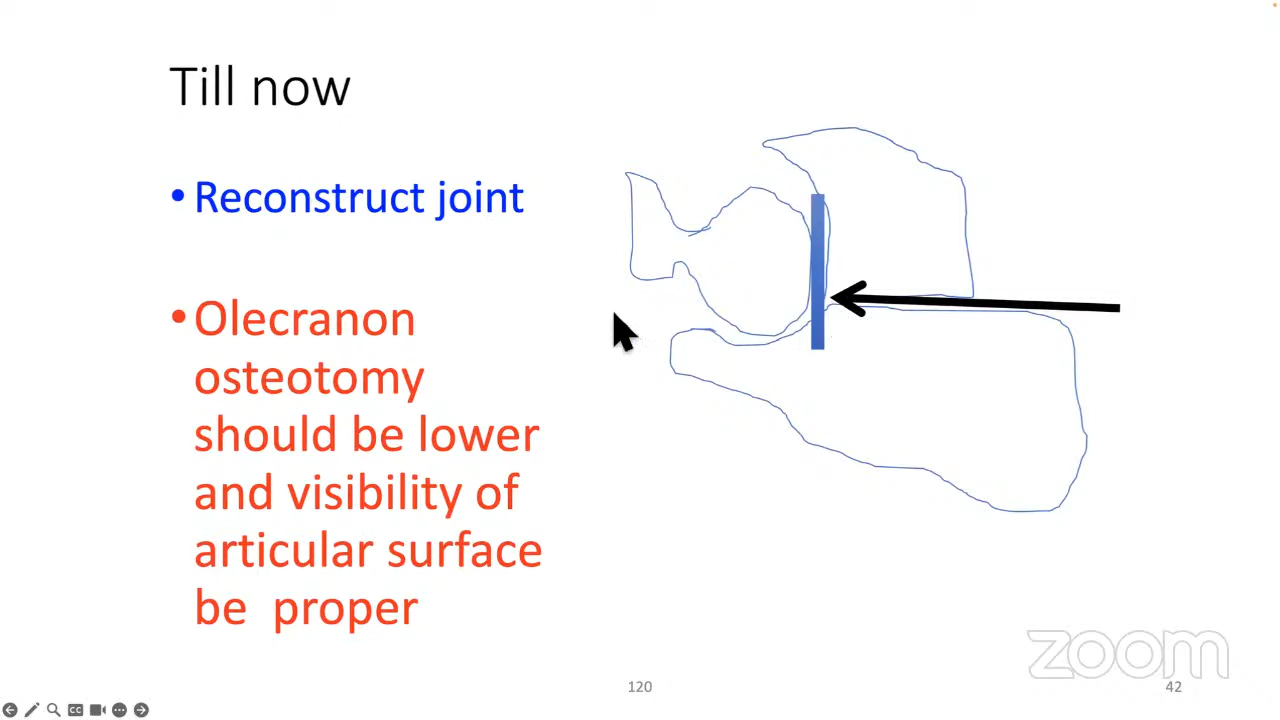 Till now
• Reconstruct joint
• Olecranon
osteotomy
should be lower
and visibility of
articular surface
be proper
zoom
120
42